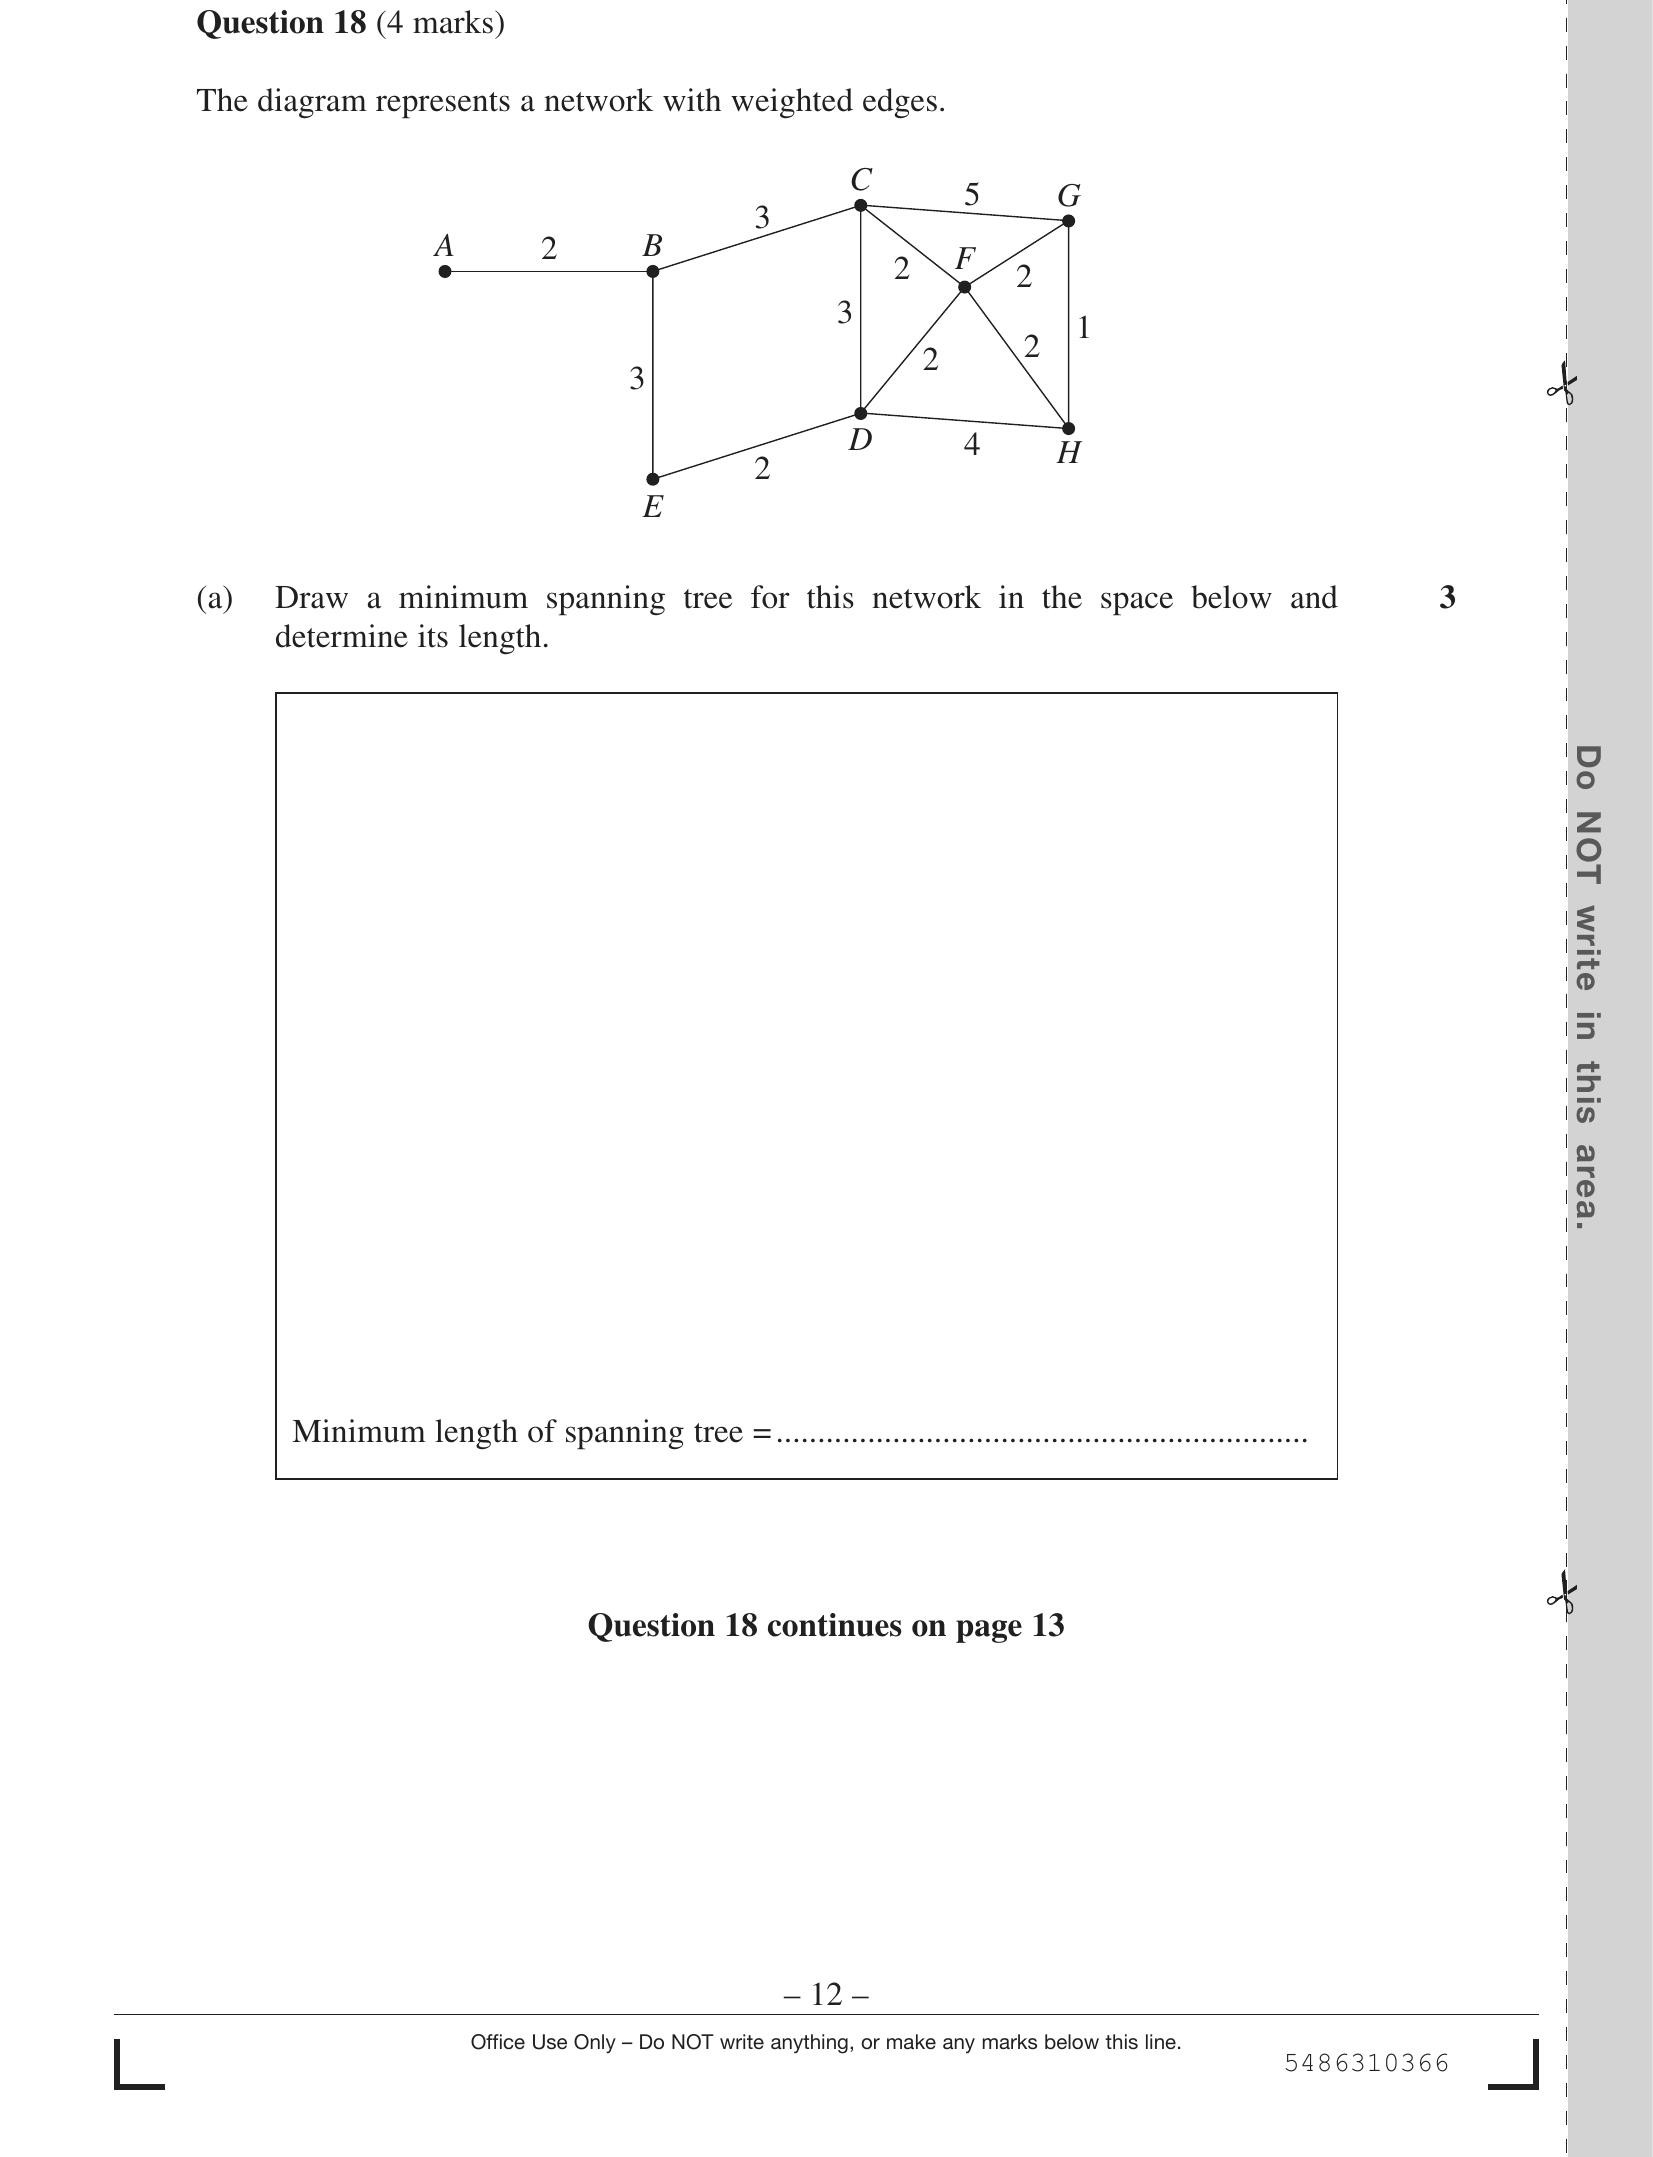 Question 18 (4 marks)
The diagram represents a network with weighted edges.
C
5
G
3
A
2
B
F
2
2
3
1
2
2
3
D
4
H
2
E
(a) Draw a minimum spanning tree for this network in the space below and 3
determine its length.
Minimum length of spanning tree = ................................................................
Question 18 continues on page 13
– 12 –
Office Use Only – Do NOT write anything, or make any marks below this line.
5486310366
Do NOT write in this area.